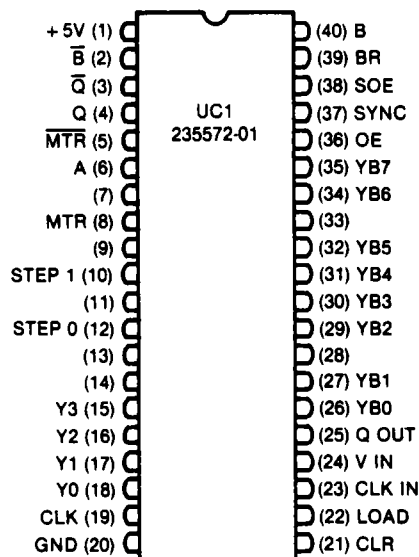 + 5V (1)
B (2)
Q (3)
Q (4)
MTR (5)
A (6)
(7)
MTR (8)
(9)
STEP 1 (10)
(11)
STEP 0 (12)
(13)
(14)
Y3 (15)
Y2 (16)
Y1 (17)
Y0 (18)
CLK (19)
GND (20)
UC1
235572-01
(40) B
(39) BR
(38) SOE
(37) SYNC
(36) OE
(35) YB7
(34) YB6
(33)
(32) YB5
(31) YB4
(30) YB3
(29) YB2
(28)
(27) YB1
(26) YB0
(25) Q OUT
(24) V IN
(23) CLK IN
(22) LOAD
(21) CLR